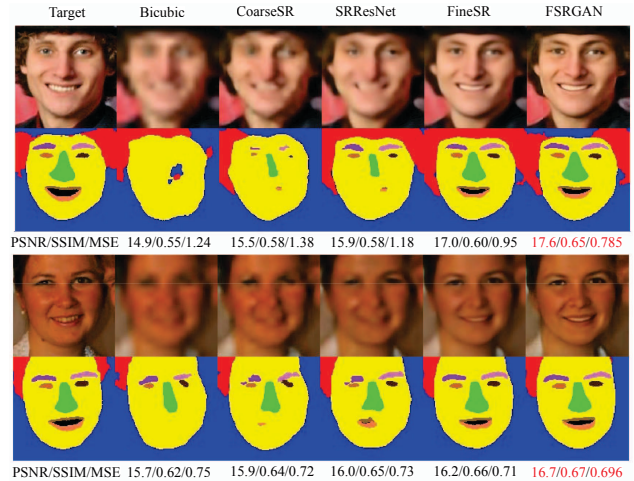 Target Bicubic CoarseSR SRResNet FineSR FSRGAN
PSNR/SSIM/MSE 14.9/0.55/1.24 15.5/0.58/1.38 15.9/0.58/1.18 17.0/0.60/0.95 17.6/0.65/0.785
PSNR/SSIM/MSE 15.7/0.62/0.75 15.9/0.64/0.72 16.0/0.65/0.73 16.2/0.66/0.71 16.7/0.67/0.696